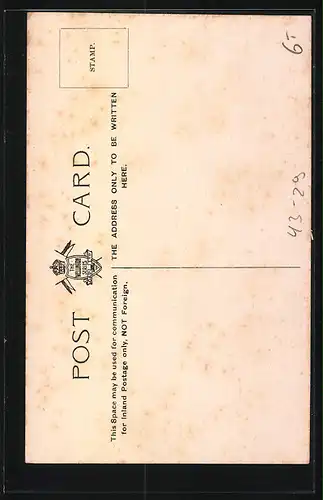 POST CARD.
STAMP.
This Space may be used for communication
for Inland Postage only, NOT Foreign.
THE ADDRESS ONLY TO BE WRITTEN
HERE.
6-
43-29